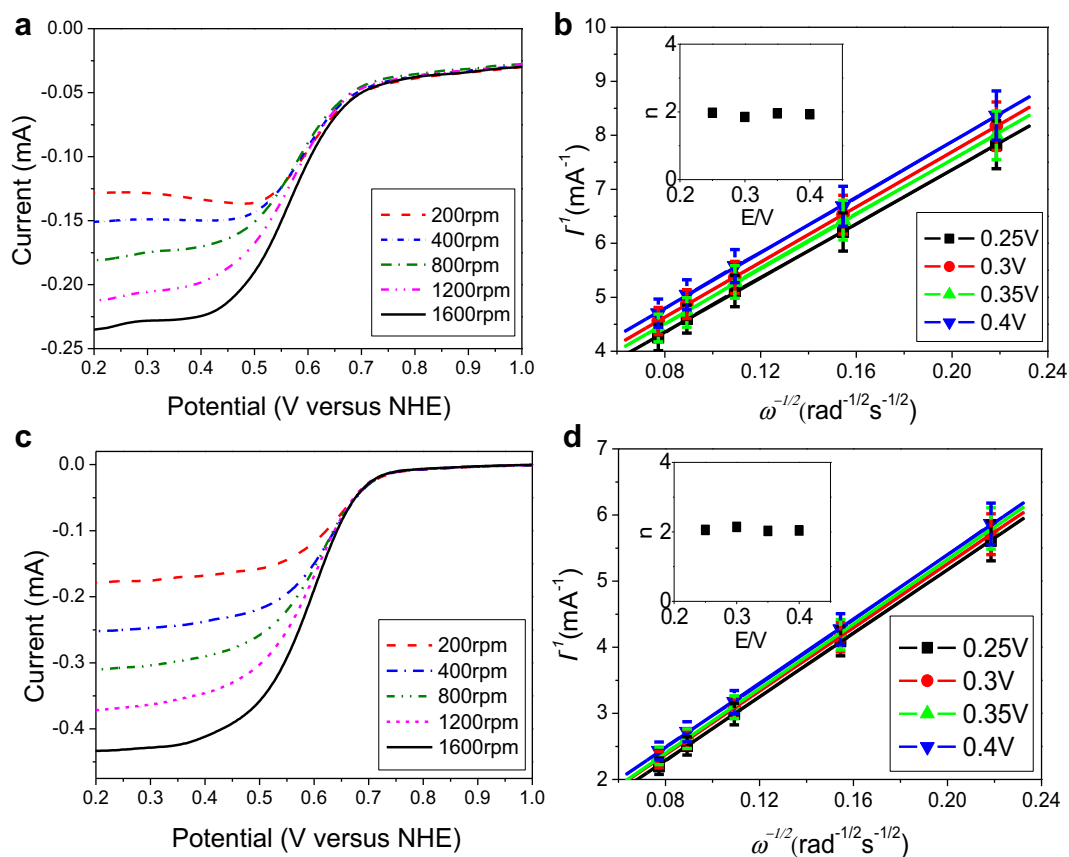 a
0.00
-0.05
-0.10
-0.15
-0.20
-0.25
Current (mA)
200rpm
400rpm
800rpm
1200rpm
1600rpm
0.2 0.3 0.4 0.5 0.6 0.7 0.8 0.9 1.0
Potential (V versus NHE)
b
9
8
7
6
5
4
I⁻¹(mA⁻¹)
4
2
0
n
0.2 0.3 0.4
E/V
0.25V
0.3V
0.35V
0.4V
0.08 0.12 0.16 0.20 0.24
ω⁻¹/²(rad⁻¹/²s⁻¹/²)
c
0.0
-0.1
-0.2
-0.3
-0.4
Current (mA)
200rpm
400rpm
800rpm
1200rpm
1600rpm
0.2 0.3 0.4 0.5 0.6 0.7 0.8 0.9 1.0
Potential (V versus NHE)
d
7
6
5
4
3
2
I⁻¹(mA⁻¹)
4
2
0
n
0.2 0.3 0.4
E/V
0.25V
0.3V
0.35V
0.4V
0.08 0.12 0.16 0.20 0.24
ω⁻¹/²(rad⁻¹/²s⁻¹/²)